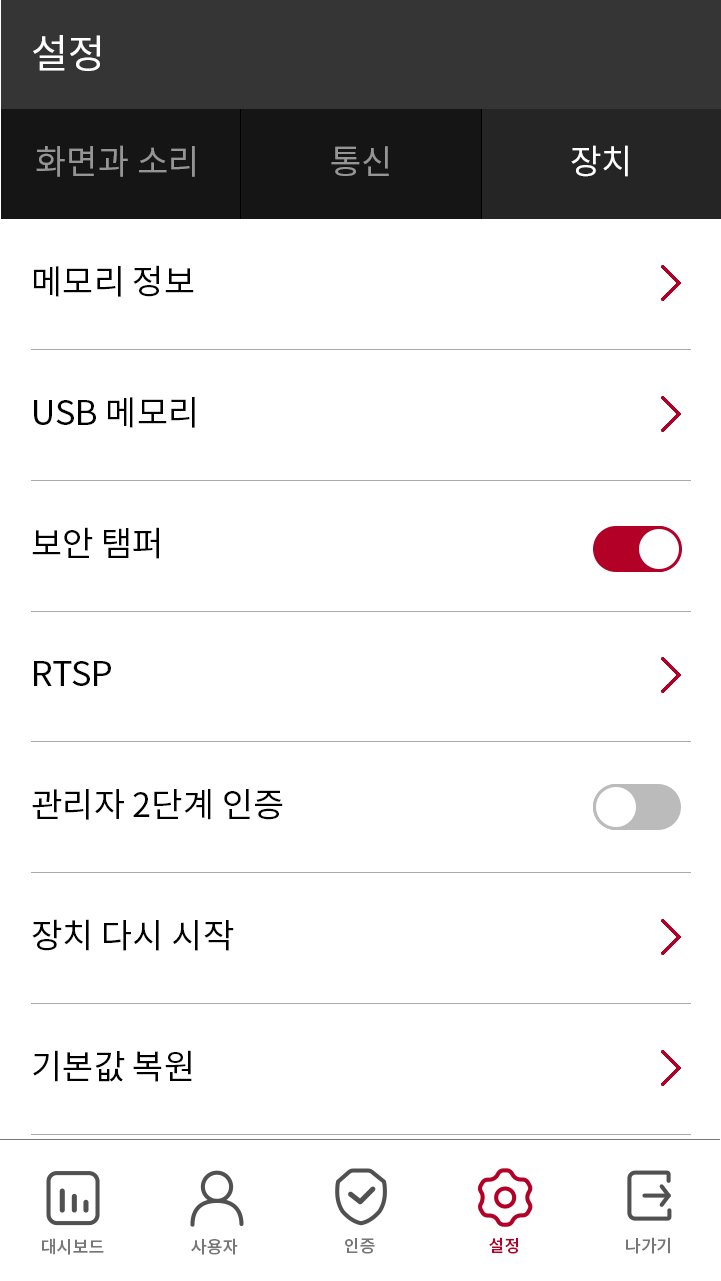 설정
화면과 소리
통신
장치
메모리 정보
USB 메모리
보안 탬퍼
RTSP
관리자 2단계 인증
장치 다시 시작
기본값 복원
대시보드
사용자
인증
설정
나가기